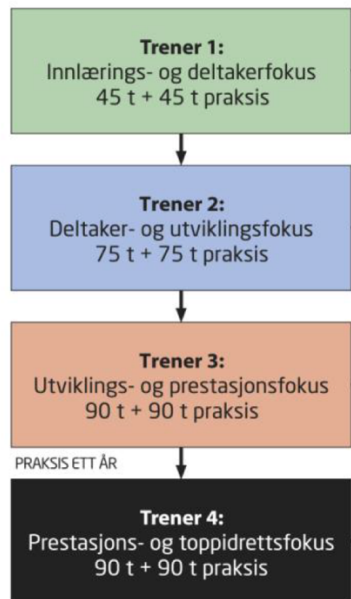 Trener 1:
Innlærings- og deltakerfokus
45 t + 45 t praksis
Trener 2:
Deltaker- og utviklingsfokus
75 t + 75 t praksis
Trener 3:
Utviklings- og prestasjonsfokus
90 t + 90 t praksis
PRAKSIS ETT ÅR
Trener 4:
Prestasjons- og toppidrettsfokus
90 t + 90 t praksis